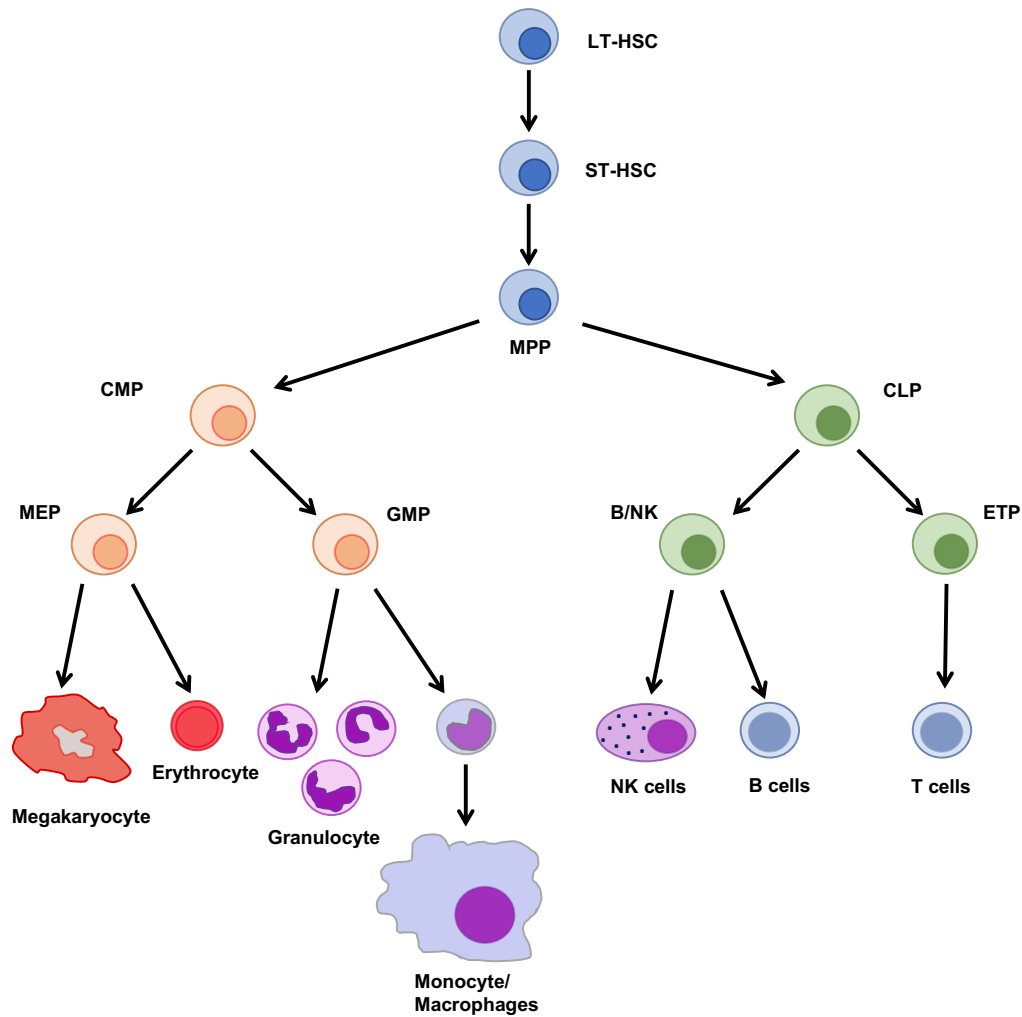 LT-HSC
ST-HSC
MPP
CMP
CLP
MEP
GMP
B/NK
ETP
Megakaryocyte
Erythrocyte
Granulocyte
Monocyte/
Macrophages
NK cells
B cells
T cells